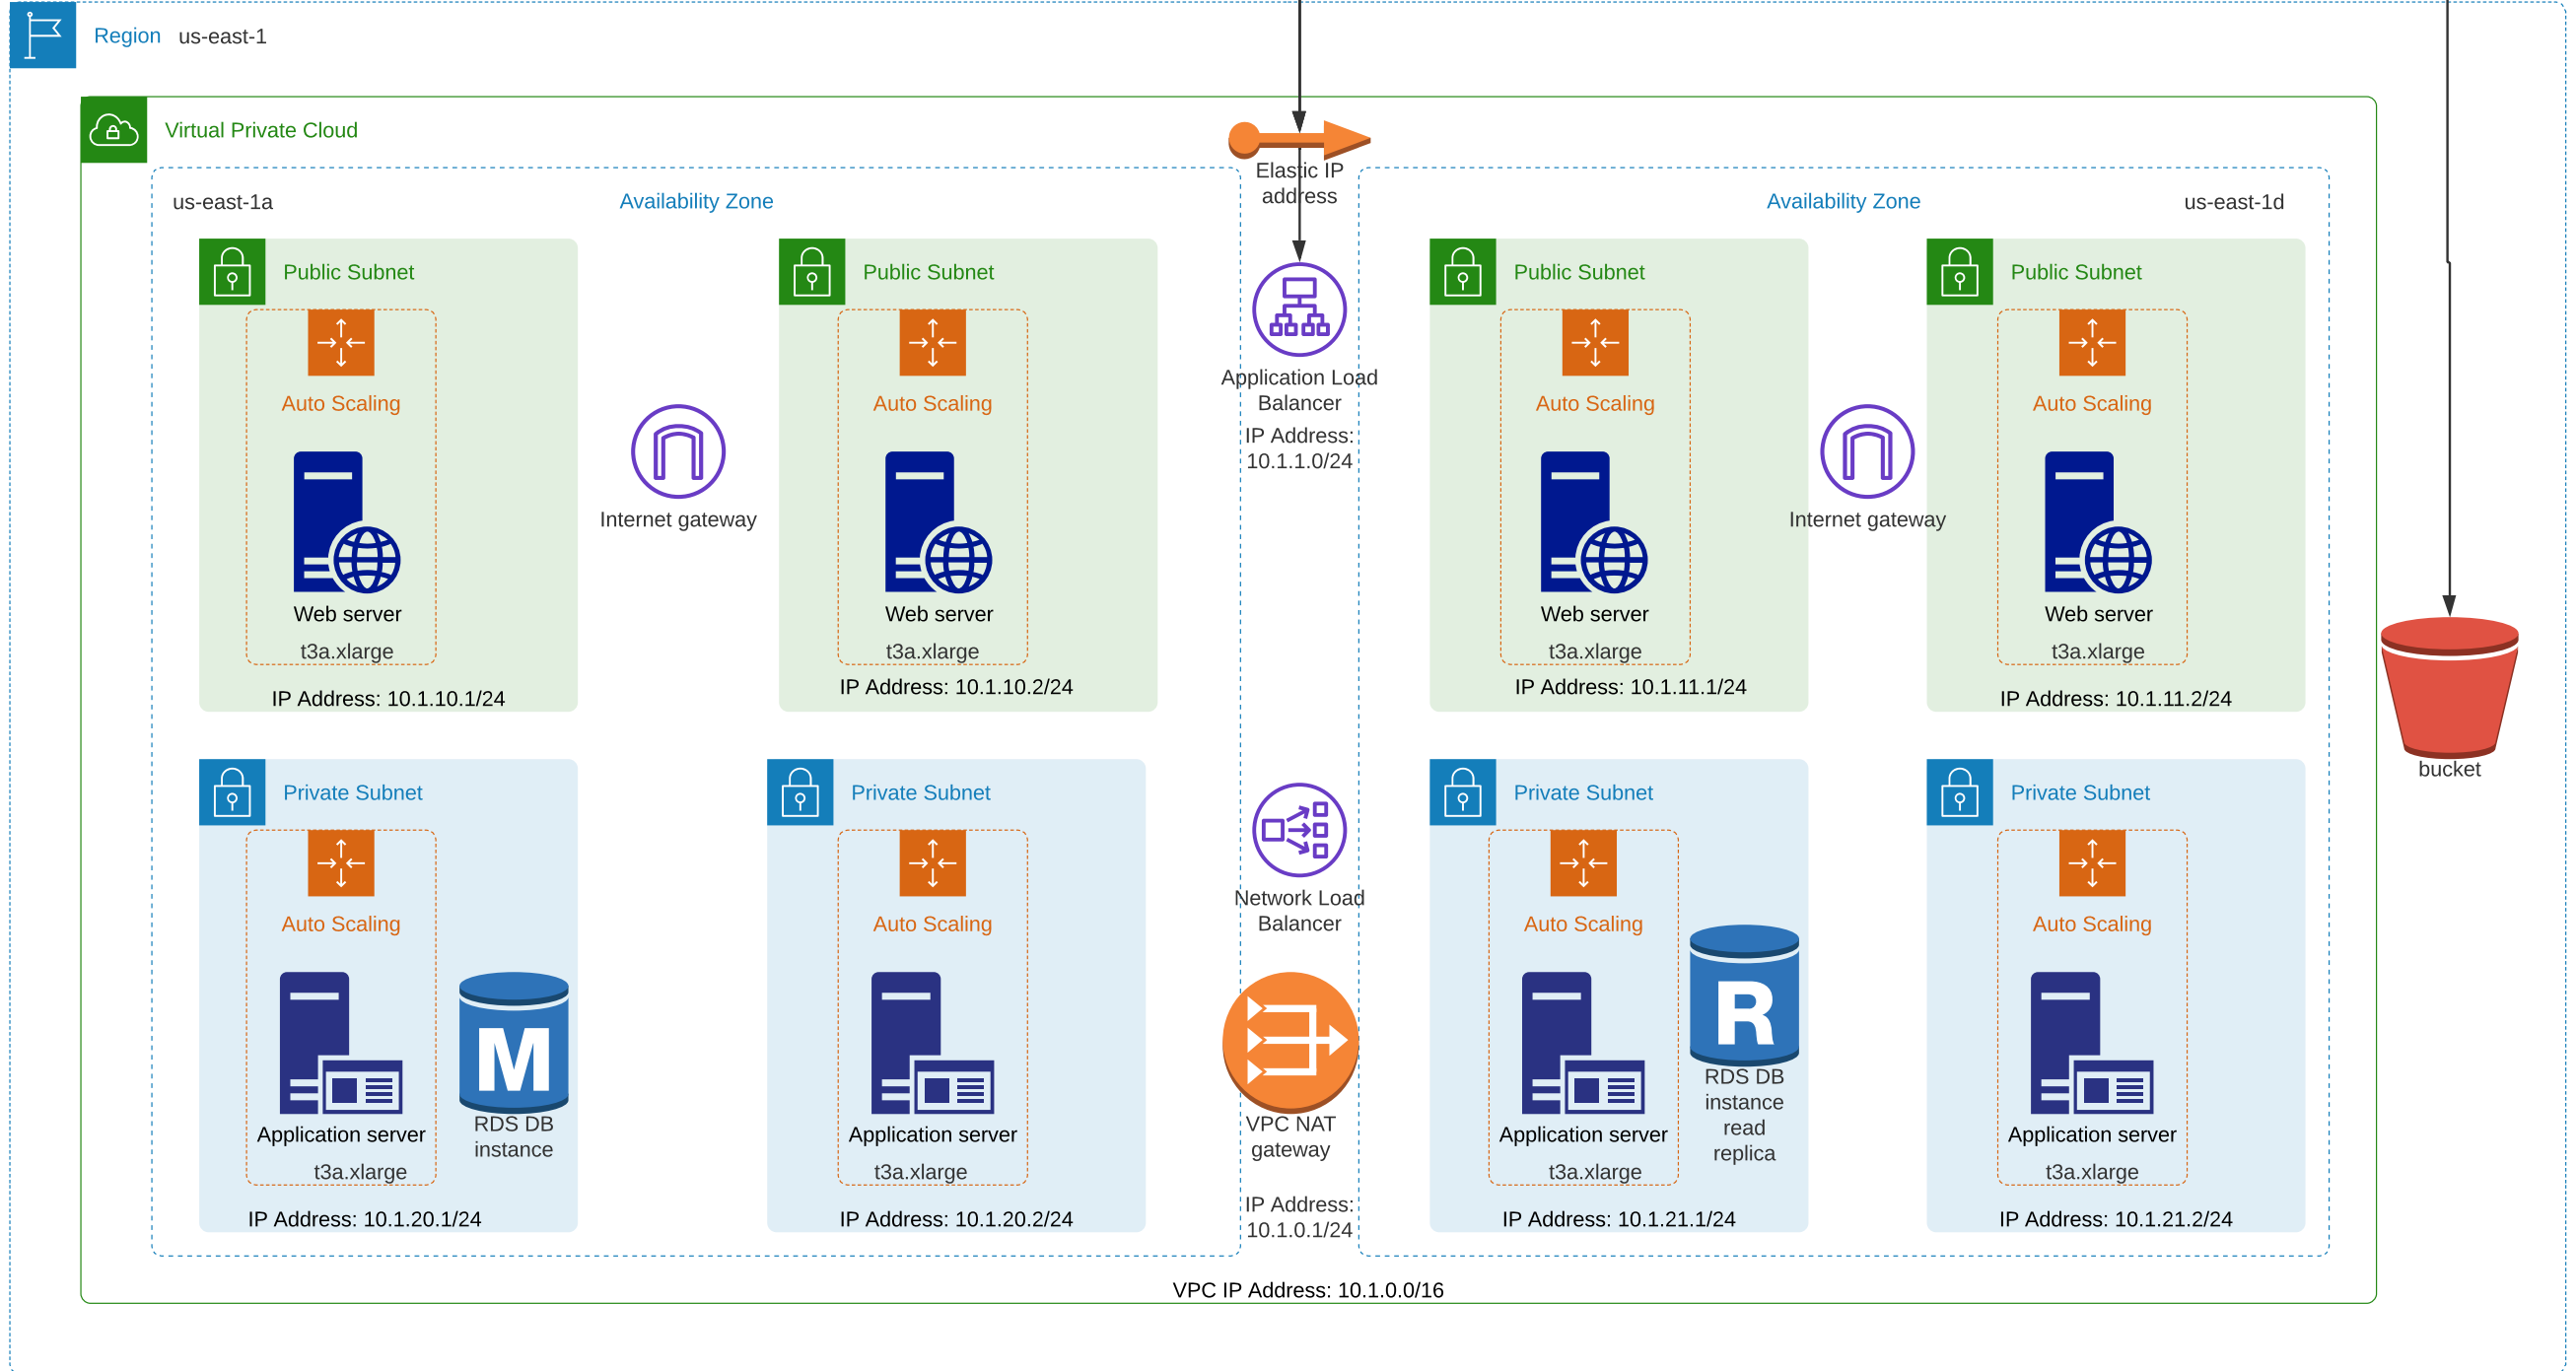 Region us-east-1
Virtual Private Cloud
Elastic IP
address
us-east-1a
Availability Zone
Availability Zone
us-east-1d
Public Subnet
Auto Scaling
Web server
t3a.xlarge
IP Address: 10.1.10.1/24
Internet gateway
Public Subnet
Auto Scaling
Web server
t3a.xlarge
IP Address: 10.1.10.2/24
Application Load
Balancer
IP Address:
10.1.1.0/24
Public Subnet
Auto Scaling
Web server
t3a.xlarge
IP Address: 10.1.11.1/24
Internet gateway
Public Subnet
Auto Scaling
Web server
t3a.xlarge
IP Address: 10.1.11.2/24
bucket
Private Subnet
Auto Scaling
Application server
t3a.xlarge
M
RDS DB
instance
IP Address: 10.1.20.1/24
Private Subnet
Auto Scaling
Application server
t3a.xlarge
IP Address: 10.1.20.2/24
Network Load
Balancer
VPC NAT
gateway
IP Address:
10.1.0.1/24
Private Subnet
Auto Scaling
Application server
t3a.xlarge
R
RDS DB
instance
read
replica
IP Address: 10.1.21.1/24
Private Subnet
Auto Scaling
Application server
t3a.xlarge
IP Address: 10.1.21.2/24
VPC IP Address: 10.1.0.0/16